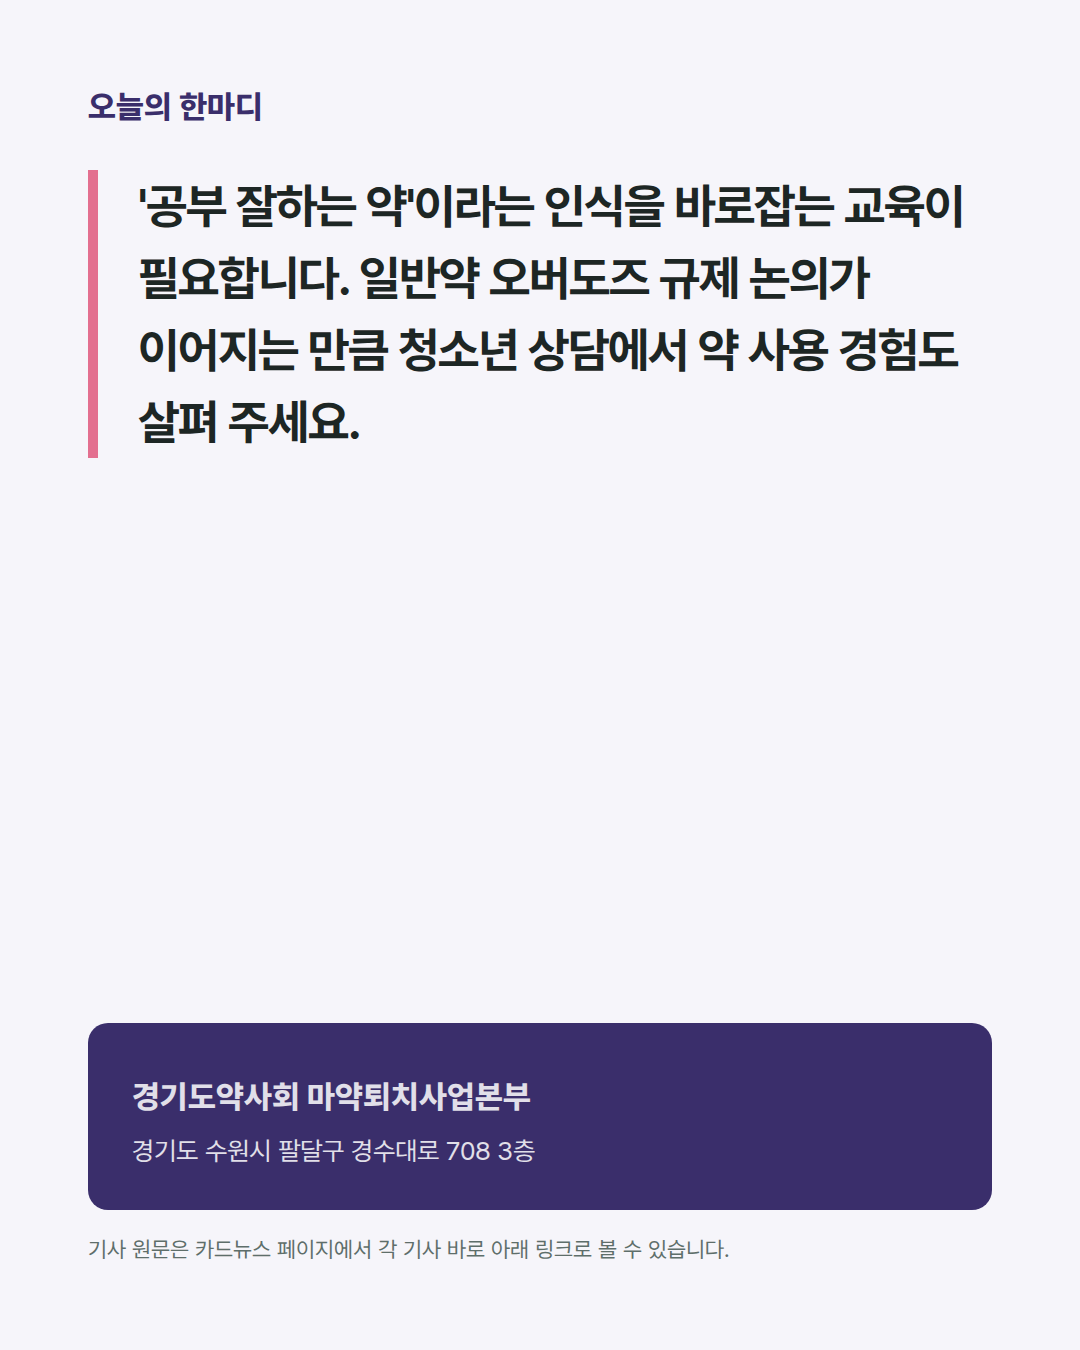 오늘의 한마디
'공부 잘하는 약'이라는 인식을 바로잡는 교육이
필요합니다. 일반약 오버도즈 규제 논의가
이어지는 만큼 청소년 상담에서 약 사용 경험도
살펴 주세요.
경기도약사회 마약퇴치사업본부
경기도 수원시 팔달구 경수대로 708 3층
기사 원문은 카드뉴스 페이지에서 각 기사 바로 아래 링크로 볼 수 있습니다.